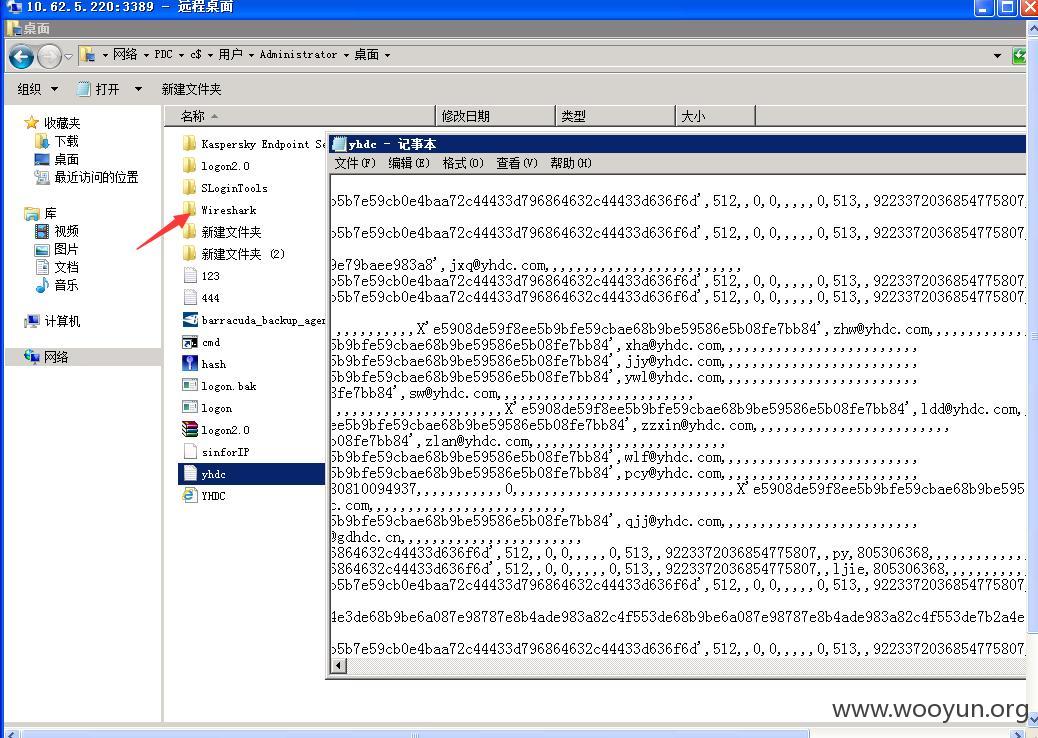 10.62.5.220:3389 - 远程桌面
桌面
网络 PDC c$ 用户 Administrator 桌面
组织 打开 新建文件夹
收藏夹
下载
桌面
最近访问的位置
库
视频
图片
文档
音乐
计算机
网络
名称 修改日期 类型 大小
Kaspersky Endpoint Se
logon2.0
SLoginTools
Wireshark
新建文件夹
新建文件夹 (2)
123
444
barracuda_backup_agen
cmd
hash
logon.bak
logon
logon2.0
sinforIP
yhdc
YHDC
yhdc - 记事本
文件(F) 编辑(E) 格式(O) 查看(V) 帮助(H)
b5b7e59cb0e4baa72c44433d796864632c44433d636f6d',512,,0,0,,,,,0,513,,9223372036854775807,
b5b7e59cb0e4baa72c44433d796864632c44433d636f6d',512,,0,0,,,,,0,513,,9223372036854775807,
9e79baee983a8',jxq@yhdc.com,,,,,,,,,,,,,,,,,,,,,,,,,
b5b7e59cb0e4baa72c44433d796864632c44433d636f6d',512,,0,0,,,,,0,513,,9223372036854775807,
b5b7e59cb0e4baa72c44433d796864632c44433d636f6d',512,,0,0,,,,,0,513,,9223372036854775807,
,,,,,,,,,,,X'e5908de59f8ee5b9bfe59cbae68b9be59586e5b08fe7bb84',zhw@yhdc.com,,,,,,,,,,,,,
5b9bfe59cbae68b9be59586e5b08fe7bb84',xha@yhdc.com,,,,,,,,,,,,,,,,,,,,,,,,,
5b9bfe59cbae68b9be59586e5b08fe7bb84',jjy@yhdc.com,,,,,,,,,,,,,,,,,,,,,,,,,
5b9bfe59cbae68b9be59586e5b08fe7bb84',ywl@yhdc.com,,,,,,,,,,,,,,,,,,,,,,,,,
8fe7bb84',sw@yhdc.com,,,,,,,,,,,,,,,,,,,,,,,,,
,,,,,,,,,,,,,,,,,,,,,,X'e5908de59f8ee5b9bfe59cbae68b9be59586e5b08fe7bb84',ldd@yhdc.com,,
ee5b9bfe59cbae68b9be59586e5b08fe7bb84',zzxin@yhdc.com,,,,,,,,,,,,,,,,,,,,,,,,,
b08fe7bb84',zlan@yhdc.com,,,,,,,,,,,,,,,,,,,,,,,,,
5b9bfe59cbae68b9be59586e5b08fe7bb84',wlf@yhdc.com,,,,,,,,,,,,,,,,,,,,,,,,,
5b9bfe59cbae68b9be59586e5b08fe7bb84',pcy@yhdc.com,,,,,,,,,,,,,,,,,,,,,,,,,
80810094937,,,,,,,,,,,0,,,,,,,,,,,,,,,,,,,,,,,,,,,,X'e5908de59f8ee5b9bfe59cbae68b9be595
c.com,,,,,,,,,,,,,,,,,,,,,,,,,
5b9bfe59cbae68b9be59586e5b08fe7bb84',qjj@yhdc.com,,,,,,,,,,,,,,,,,,,,,,,,,
@gdhdc.cn,,,,,,,,,,,,,,,,,,,,,,,
6864632c44433d636f6d',512,,0,0,,,,,0,513,,9223372036854775807,,py,805306368,,,,,,,,,,,,
6864632c44433d636f6d',512,,0,0,,,,,0,513,,9223372036854775807,,ljie,805306368,,,,,,,,,,
b5b7e59cb0e4baa72c44433d796864632c44433d636f6d',512,,0,0,,,,,0,513,,9223372036854775807,
4e3de68b9be6a087e98787e8b4ade983a82c4f553de68b9be6a087e98787e8b4ade983a82c4f553de7b2a4e
b5b7e59cb0e4baa72c44433d796864632c44433d636f6d',512,,0,0,,,,,0,513,,9223372036854775807,
www.wooyun.org